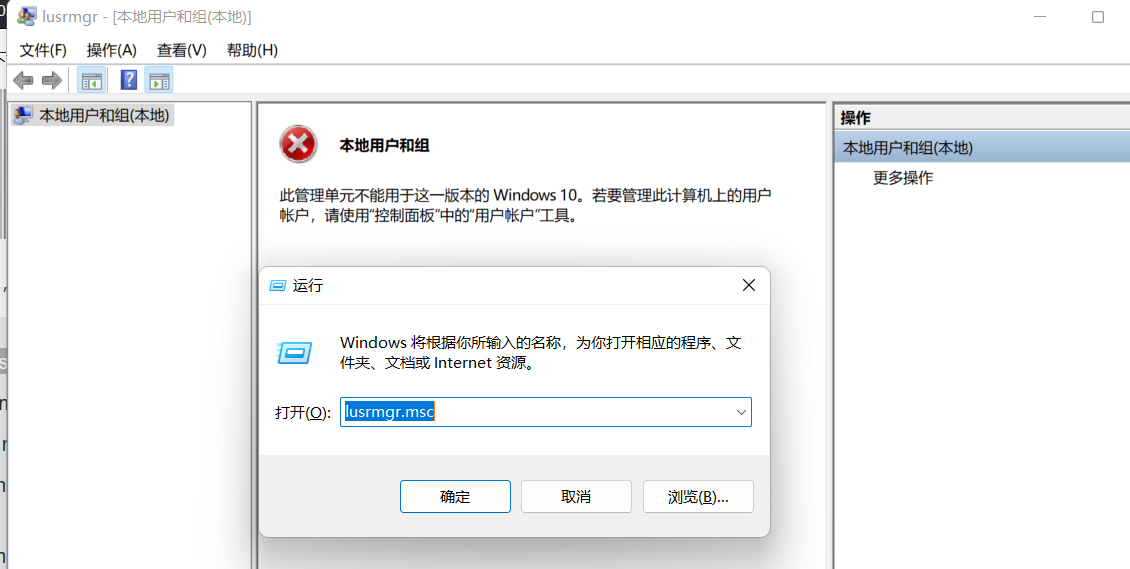 lusrmgr - [本地用户和组(本地)]
文件(F) 操作(A) 查看(V) 帮助(H)
本地用户和组(本地)
本地用户和组
此管理单元不能用于这一版本的 Windows 10。若要管理此计算机上的用户
帐户，请使用“控制面板”中的“用户帐户”工具。
操作
本地用户和组(本地)
更多操作
运行
Windows 将根据你所输入的名称，为你打开相应的程序、文
件夹、文档或 Internet 资源。
打开(O): lusrmgr.msc
确定 取消 浏览(B)...